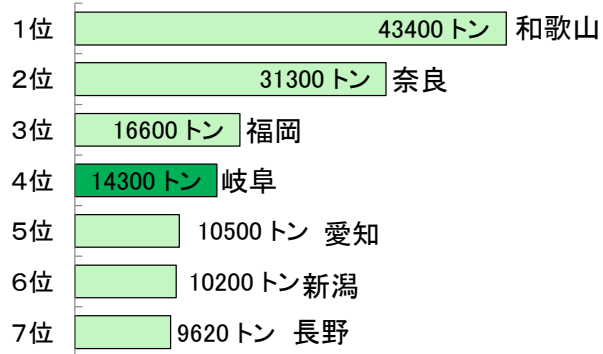 1位 43400トン 和歌山
2位 31300トン 奈良
3位 16600トン 福岡
4位 14300トン 岐阜
5位 10500トン 愛知
6位 10200トン 新潟
7位 9620トン 長野